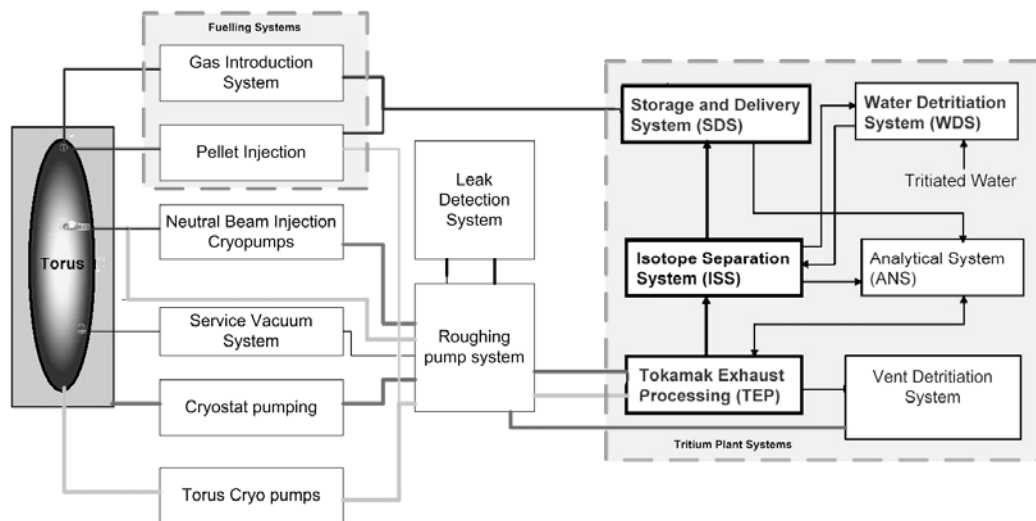 Fuelling Systems
Gas Introduction
System
Pellet Injection
Torus
Neutral Beam Injection
Cryopumps
Service Vacuum
System
Cryostat pumping
Torus Cryo pumps
Leak
Detection
System
Roughing
pump system
Storage and Delivery
System (SDS)
Water Detritiation
System (WDS)
Tritiated Water
Isotope Separation
System (ISS)
Analytical System
(ANS)
Tokamak Exhaust
Processing (TEP)
Vent Detritiation
System
Tritium Plant Systems